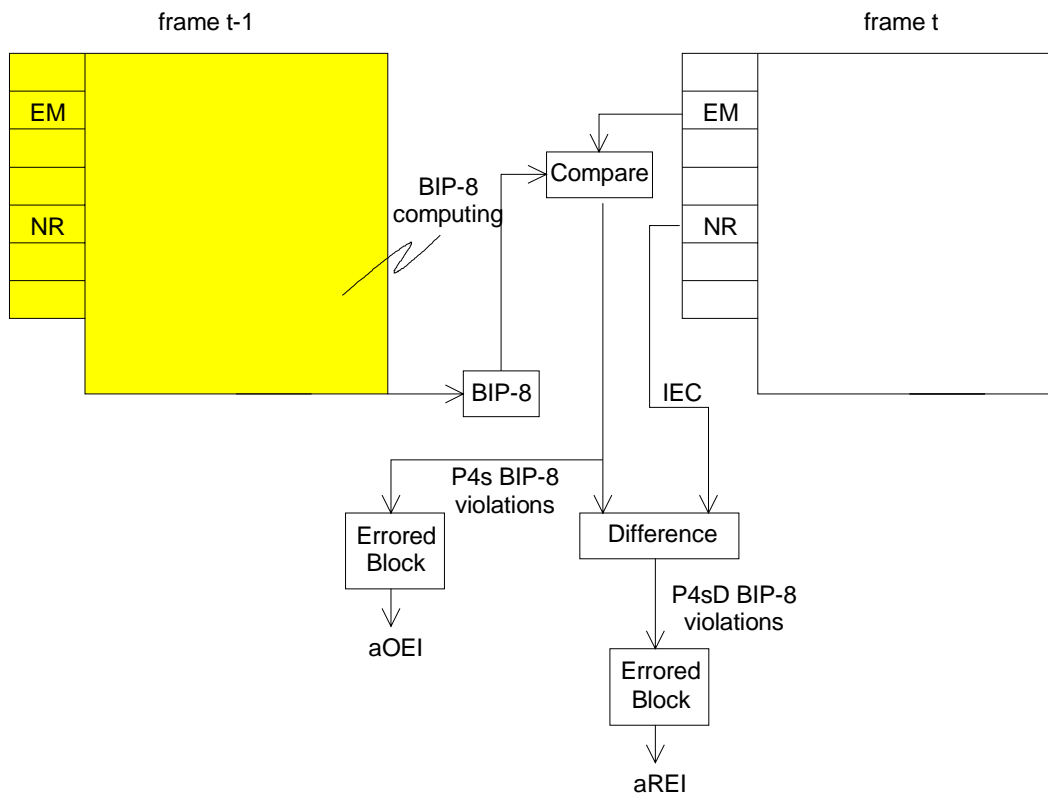 frame t-1
frame t
EM
NR
BIP-8
computing
Compare
EM
NR
BIP-8
IEC
P4s BIP-8
violations
Errored
Block
Difference
aOEI
P4sD BIP-8
violations
Errored
Block
aREI